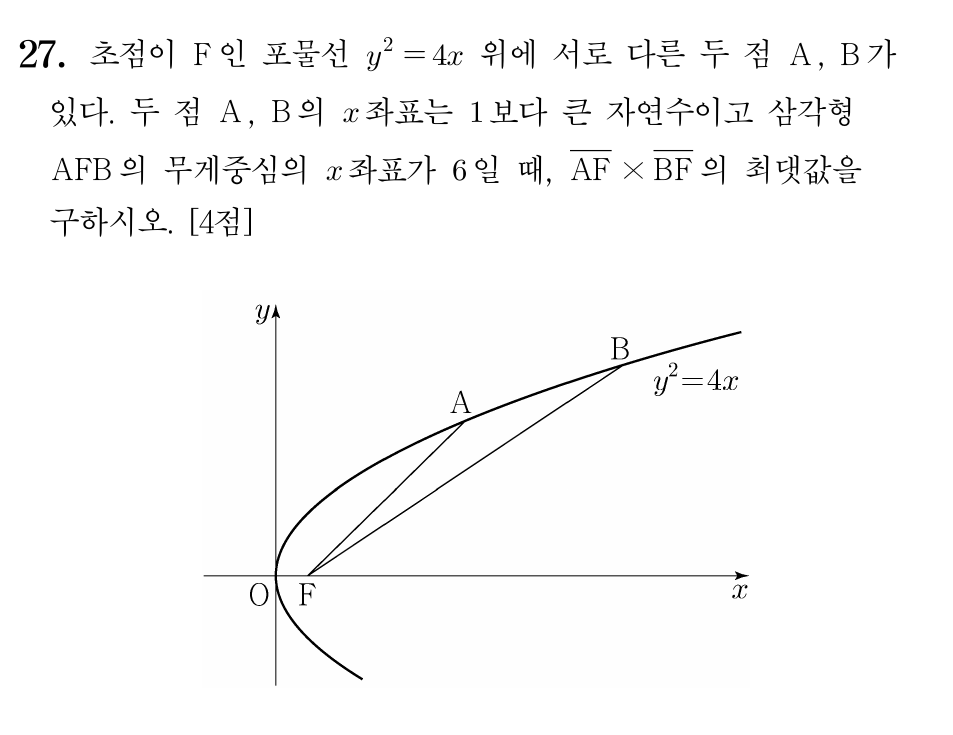 27. 초점이 F인 포물선 y² = 4x 위에 서로 다른 두 점 A, B가
있다. 두 점 A, B의 x좌표는 1보다 큰 자연수이고 삼각형
AFB의 무게중심의 x좌표가 6일 때, A̅F̅ × B̅F̅의 최댓값을
구하시오. [4점]
y
B
y²=4x
A
O F
x